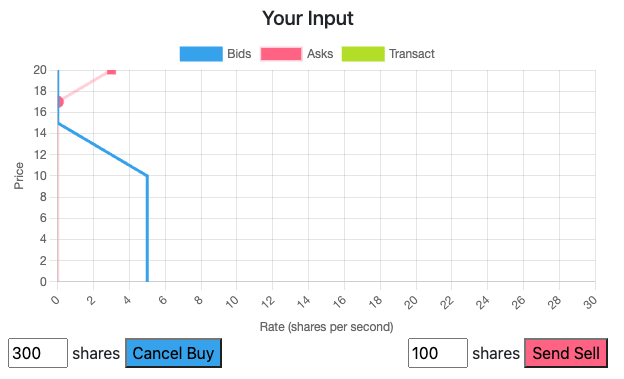 Your Input
Bids Asks Transact
20
18
16
14
12
10
8
6
4
2
0
Price
0 2 4 6 8 10 12 14 16 18 20 22 24 26 28 30
Rate (shares per second)
300 shares Cancel Buy 100 shares Send Sell